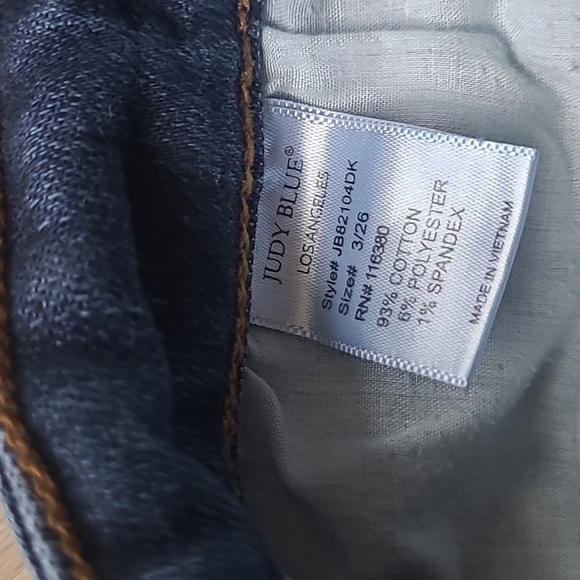 JUDY BLUE®
LOSANGELES
Style# JB82104DK
Size# 3/26
RN# 116380
93% COTTON
6% POLYESTER
1% SPANDEX
MADE IN VIETNAM